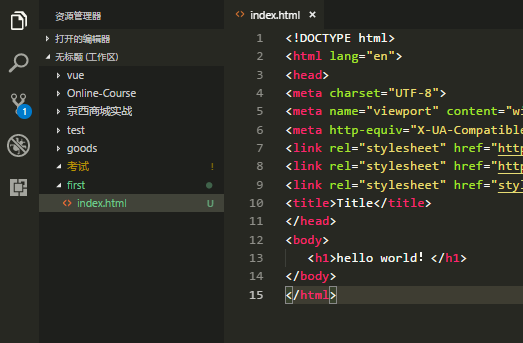 资源管理器
打开的编辑器
无标题 (工作区)
vue
Online-Course
京西商城实战
test
goods
考试 !
first
<> index.html U
1
<> index.html ×
1 <!DOCTYPE html>
2 <html lang="en">
3 <head>
4 <meta charset="UTF-8">
5 <meta name="viewport" content="wi
6 <meta http-equiv="X-UA-Compatible
7 <link rel="stylesheet" href="http
8 <link rel="stylesheet" href="http
9 <link rel="stylesheet" href="styl
10 <title>Title</title>
11 </head>
12 <body>
13 <h1>hello world! </h1>
14 </body>
15 </html>